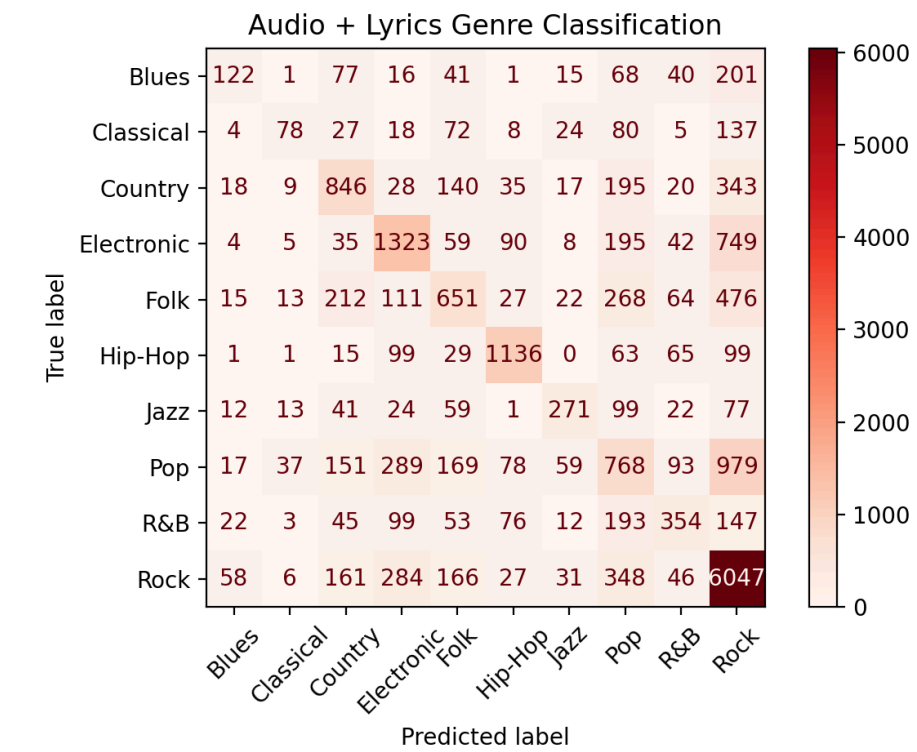 Audio + Lyrics Genre Classification
Blues 122 1 77 16 41 1 15 68 40 201
Classical 4 78 27 18 72 8 24 80 5 137
Country 18 9 846 28 140 35 17 195 20 343
Electronic 4 5 35 1323 59 90 8 195 42 749
Folk 15 13 212 111 651 27 22 268 64 476
Hip-Hop 1 1 15 99 29 1136 0 63 65 99
Jazz 12 13 41 24 59 1 271 99 22 77
Pop 17 37 151 289 169 78 59 768 93 979
R&B 22 3 45 99 53 76 12 193 354 147
Rock 58 6 161 284 166 27 31 348 46 6047
Blues Classical Country Electronic Folk Hip-Hop Jazz Pop R&B Rock
Predicted label
True label
6000
5000
4000
3000
2000
1000
0